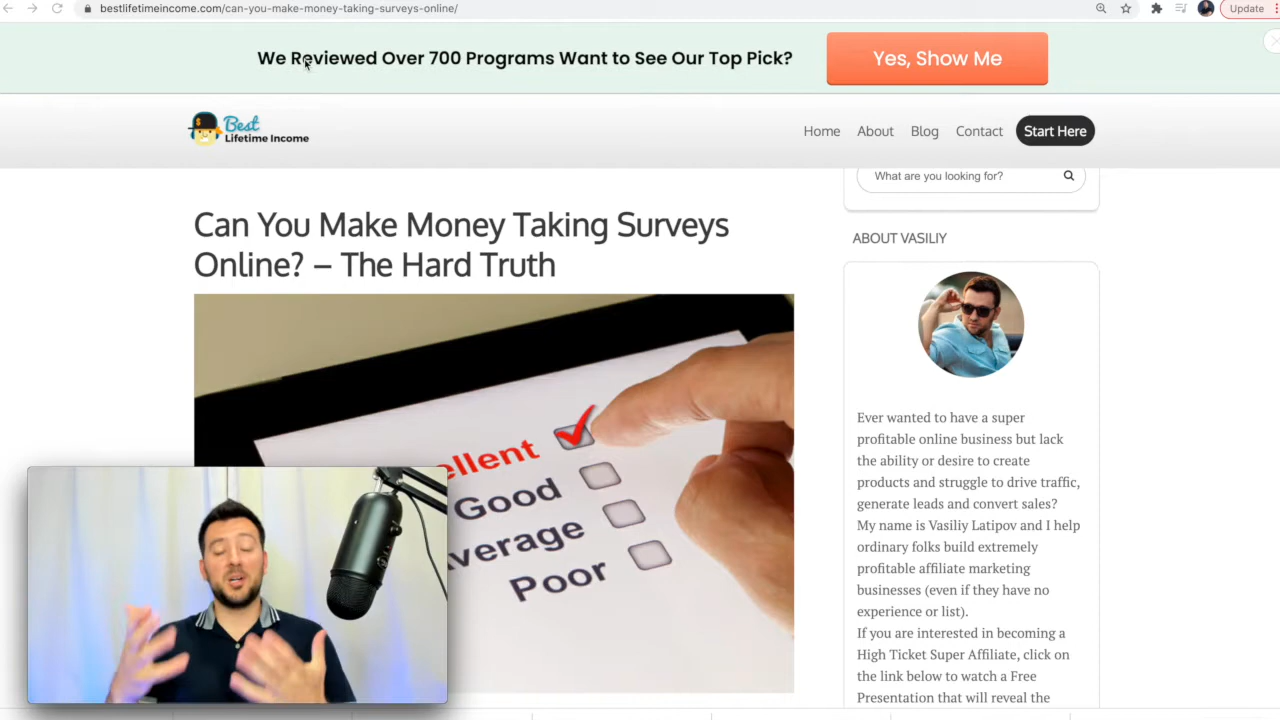 bestlifetimeincome.com/can-you-make-money-taking-surveys-online/
Update
We Reviewed Over 700 Programs Want to See Our Top Pick?
Yes, Show Me
Best
Lifetime Income
Home
About
Blog
Contact
Start Here
What are you looking for?
Can You Make Money Taking Surveys
Online? – The Hard Truth
ellent
Good
verage
Poor
ABOUT VASILIY
Ever wanted to have a super
profitable online business but lack
the ability or desire to create
products and struggle to drive traffic,
generate leads and convert sales?
My name is Vasiliy Latipov and I help
ordinary folks build extremely
profitable affiliate marketing
businesses (even if they have no
experience or list).
If you are interested in becoming a
High Ticket Super Affiliate, click on
the link below to watch a Free
Presentation that will reveal the